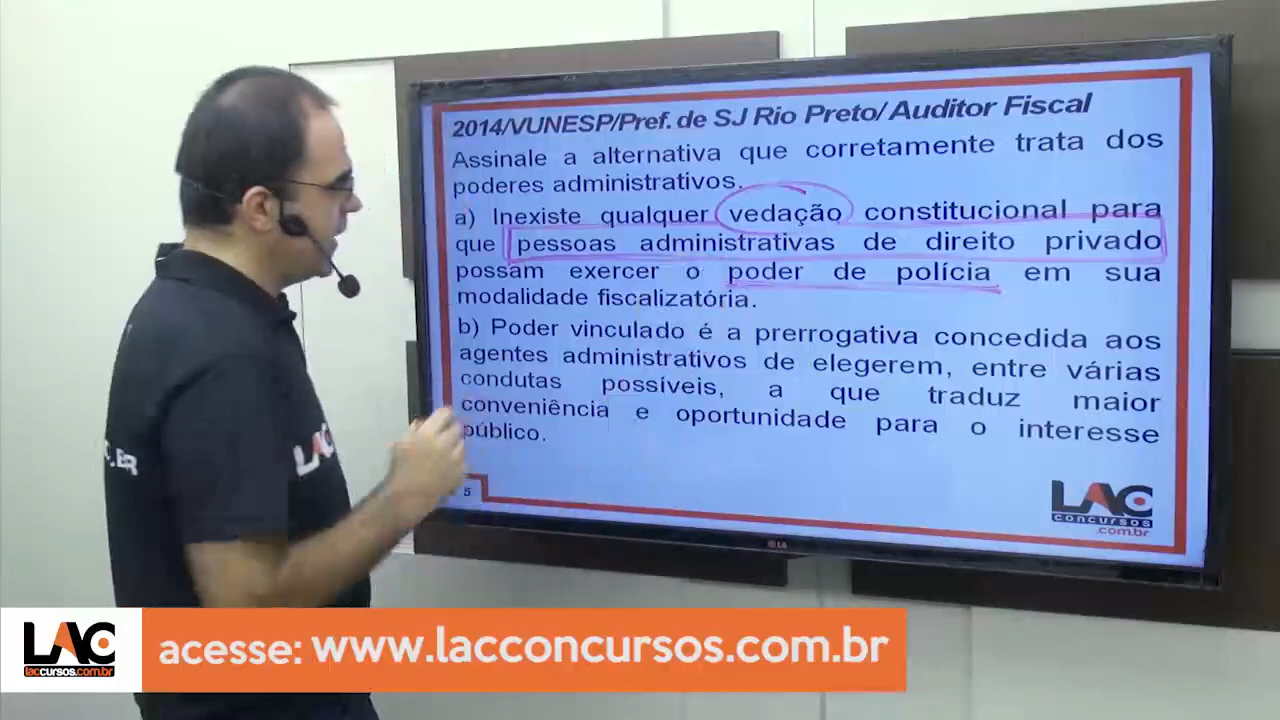 2014/VUNESP/Pref. de SJ Rio Preto/ Auditor Fiscal
Assinale a alternativa que corretamente trata dos
poderes administrativos.
a) Inexiste qualquer vedação constitucional para
que pessoas administrativas de direito privado
possam exercer o poder de polícia em sua
modalidade fiscalizatória.
b) Poder vinculado é a prerrogativa concedida aos
agentes administrativos de elegerem, entre várias
condutas possíveis, a que traduz maior
conveniência e oportunidade para o interesse
público.
5
LAC
concursos
.com.br
LG
LAC
LAC
laccursos.com.br
acesse: www.lacconcursos.com.br